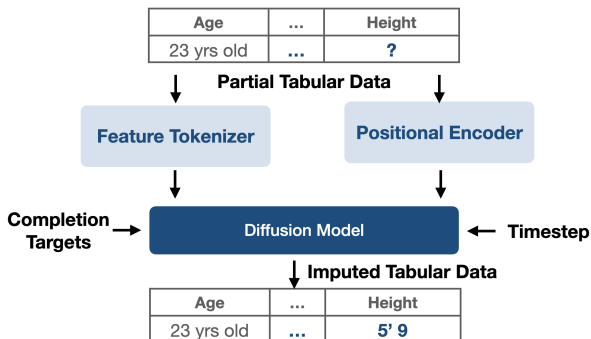 Age ... Height
23 yrs old ... ?
Partial Tabular Data
Feature Tokenizer
Positional Encoder
Completion
Targets
Diffusion Model
Timestep
Imputed Tabular Data
Age ... Height
23 yrs old ... 5’ 9